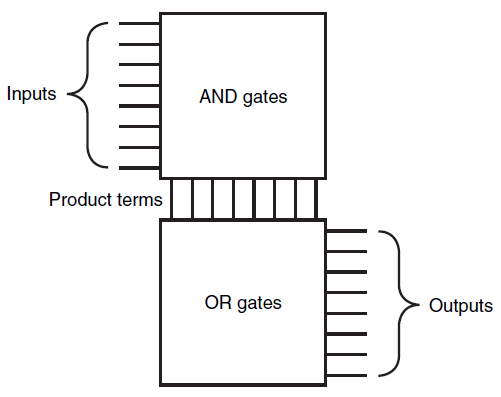 Inputs
AND gates
Product terms
OR gates
Outputs